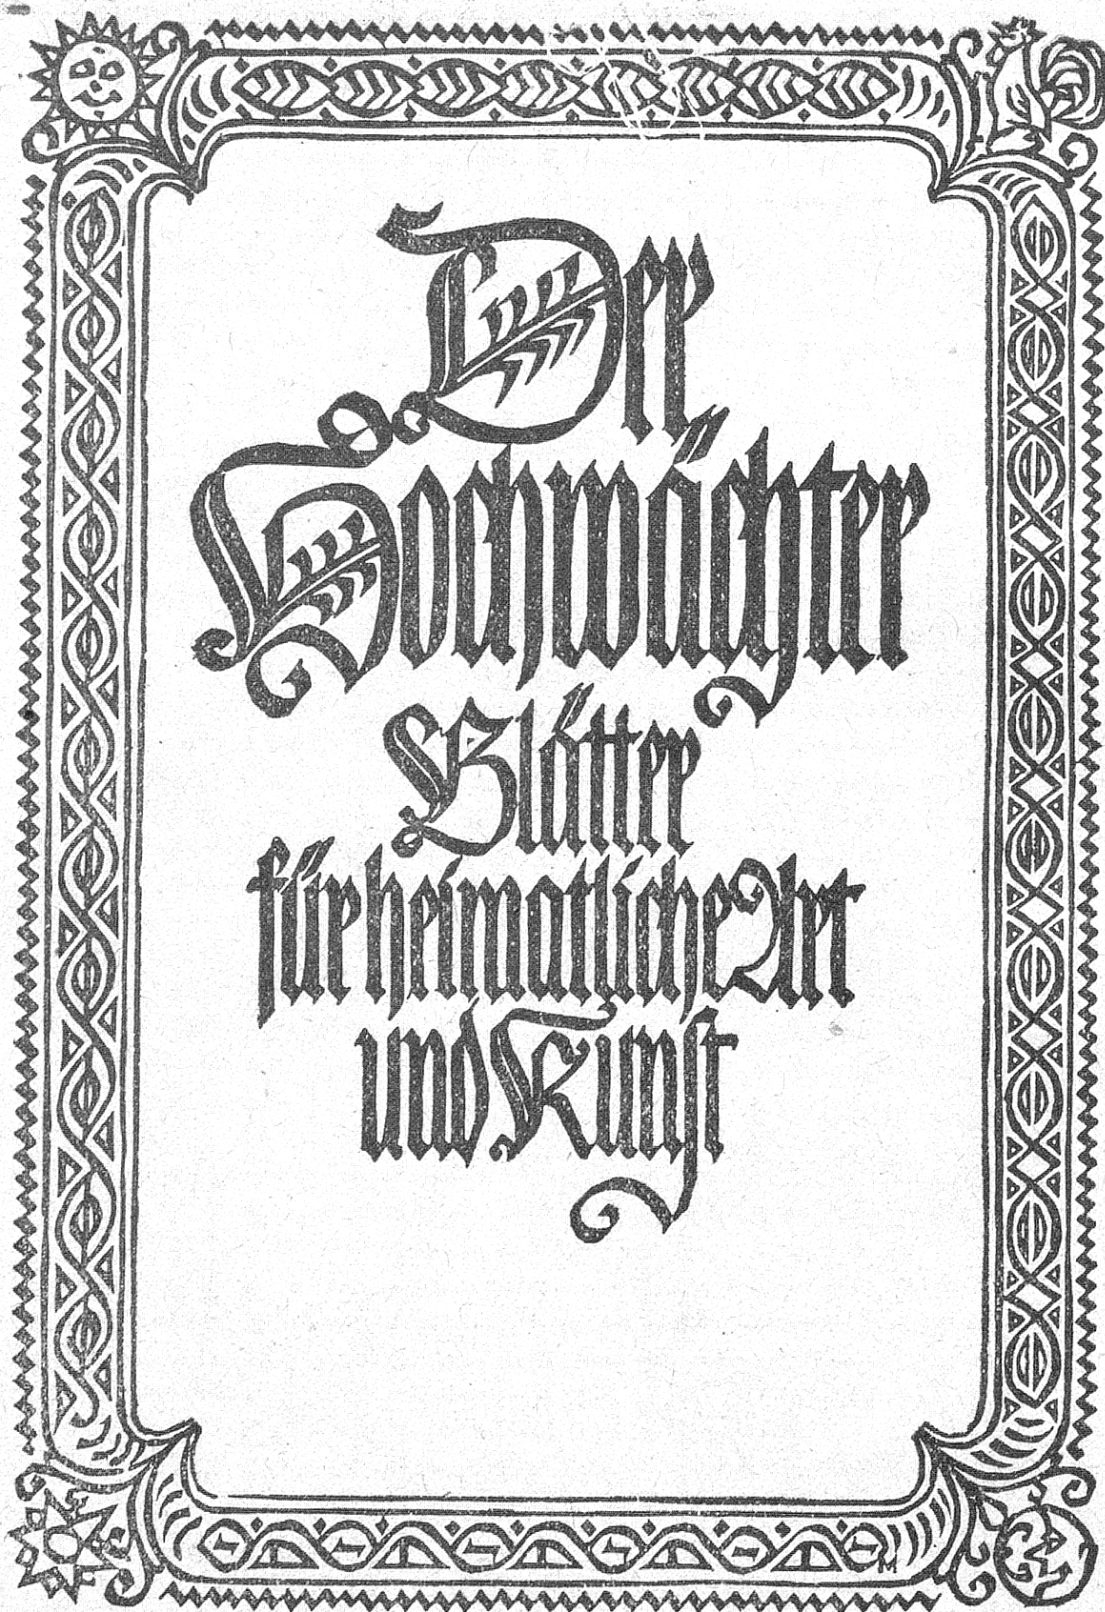 Der
Hochwächter
Blätter
für heimatliche Art
und Kunst